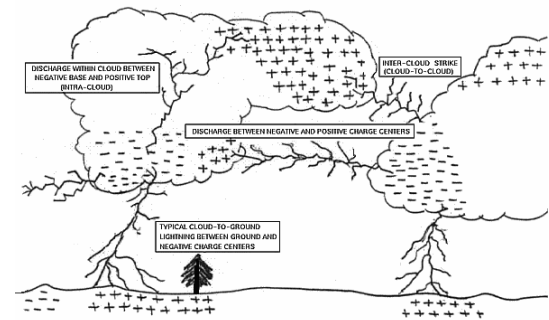 DISCHARGE WITHIN CLOUD BETWEEN
NEGATIVE BASE AND POSITIVE TOP
(INTRA-CLOUD)
INTER-CLOUD STRIKE
(CLOUD-TO-CLOUD)
DISCHARGE BETWEEN NEGATIVE AND POSITIVE CHARGE CENTERS
TYPICAL CLOUD-TO-GROUND
LIGHTNING BETWEEN GROUND AND
NEGATIVE CHARGE CENTERS